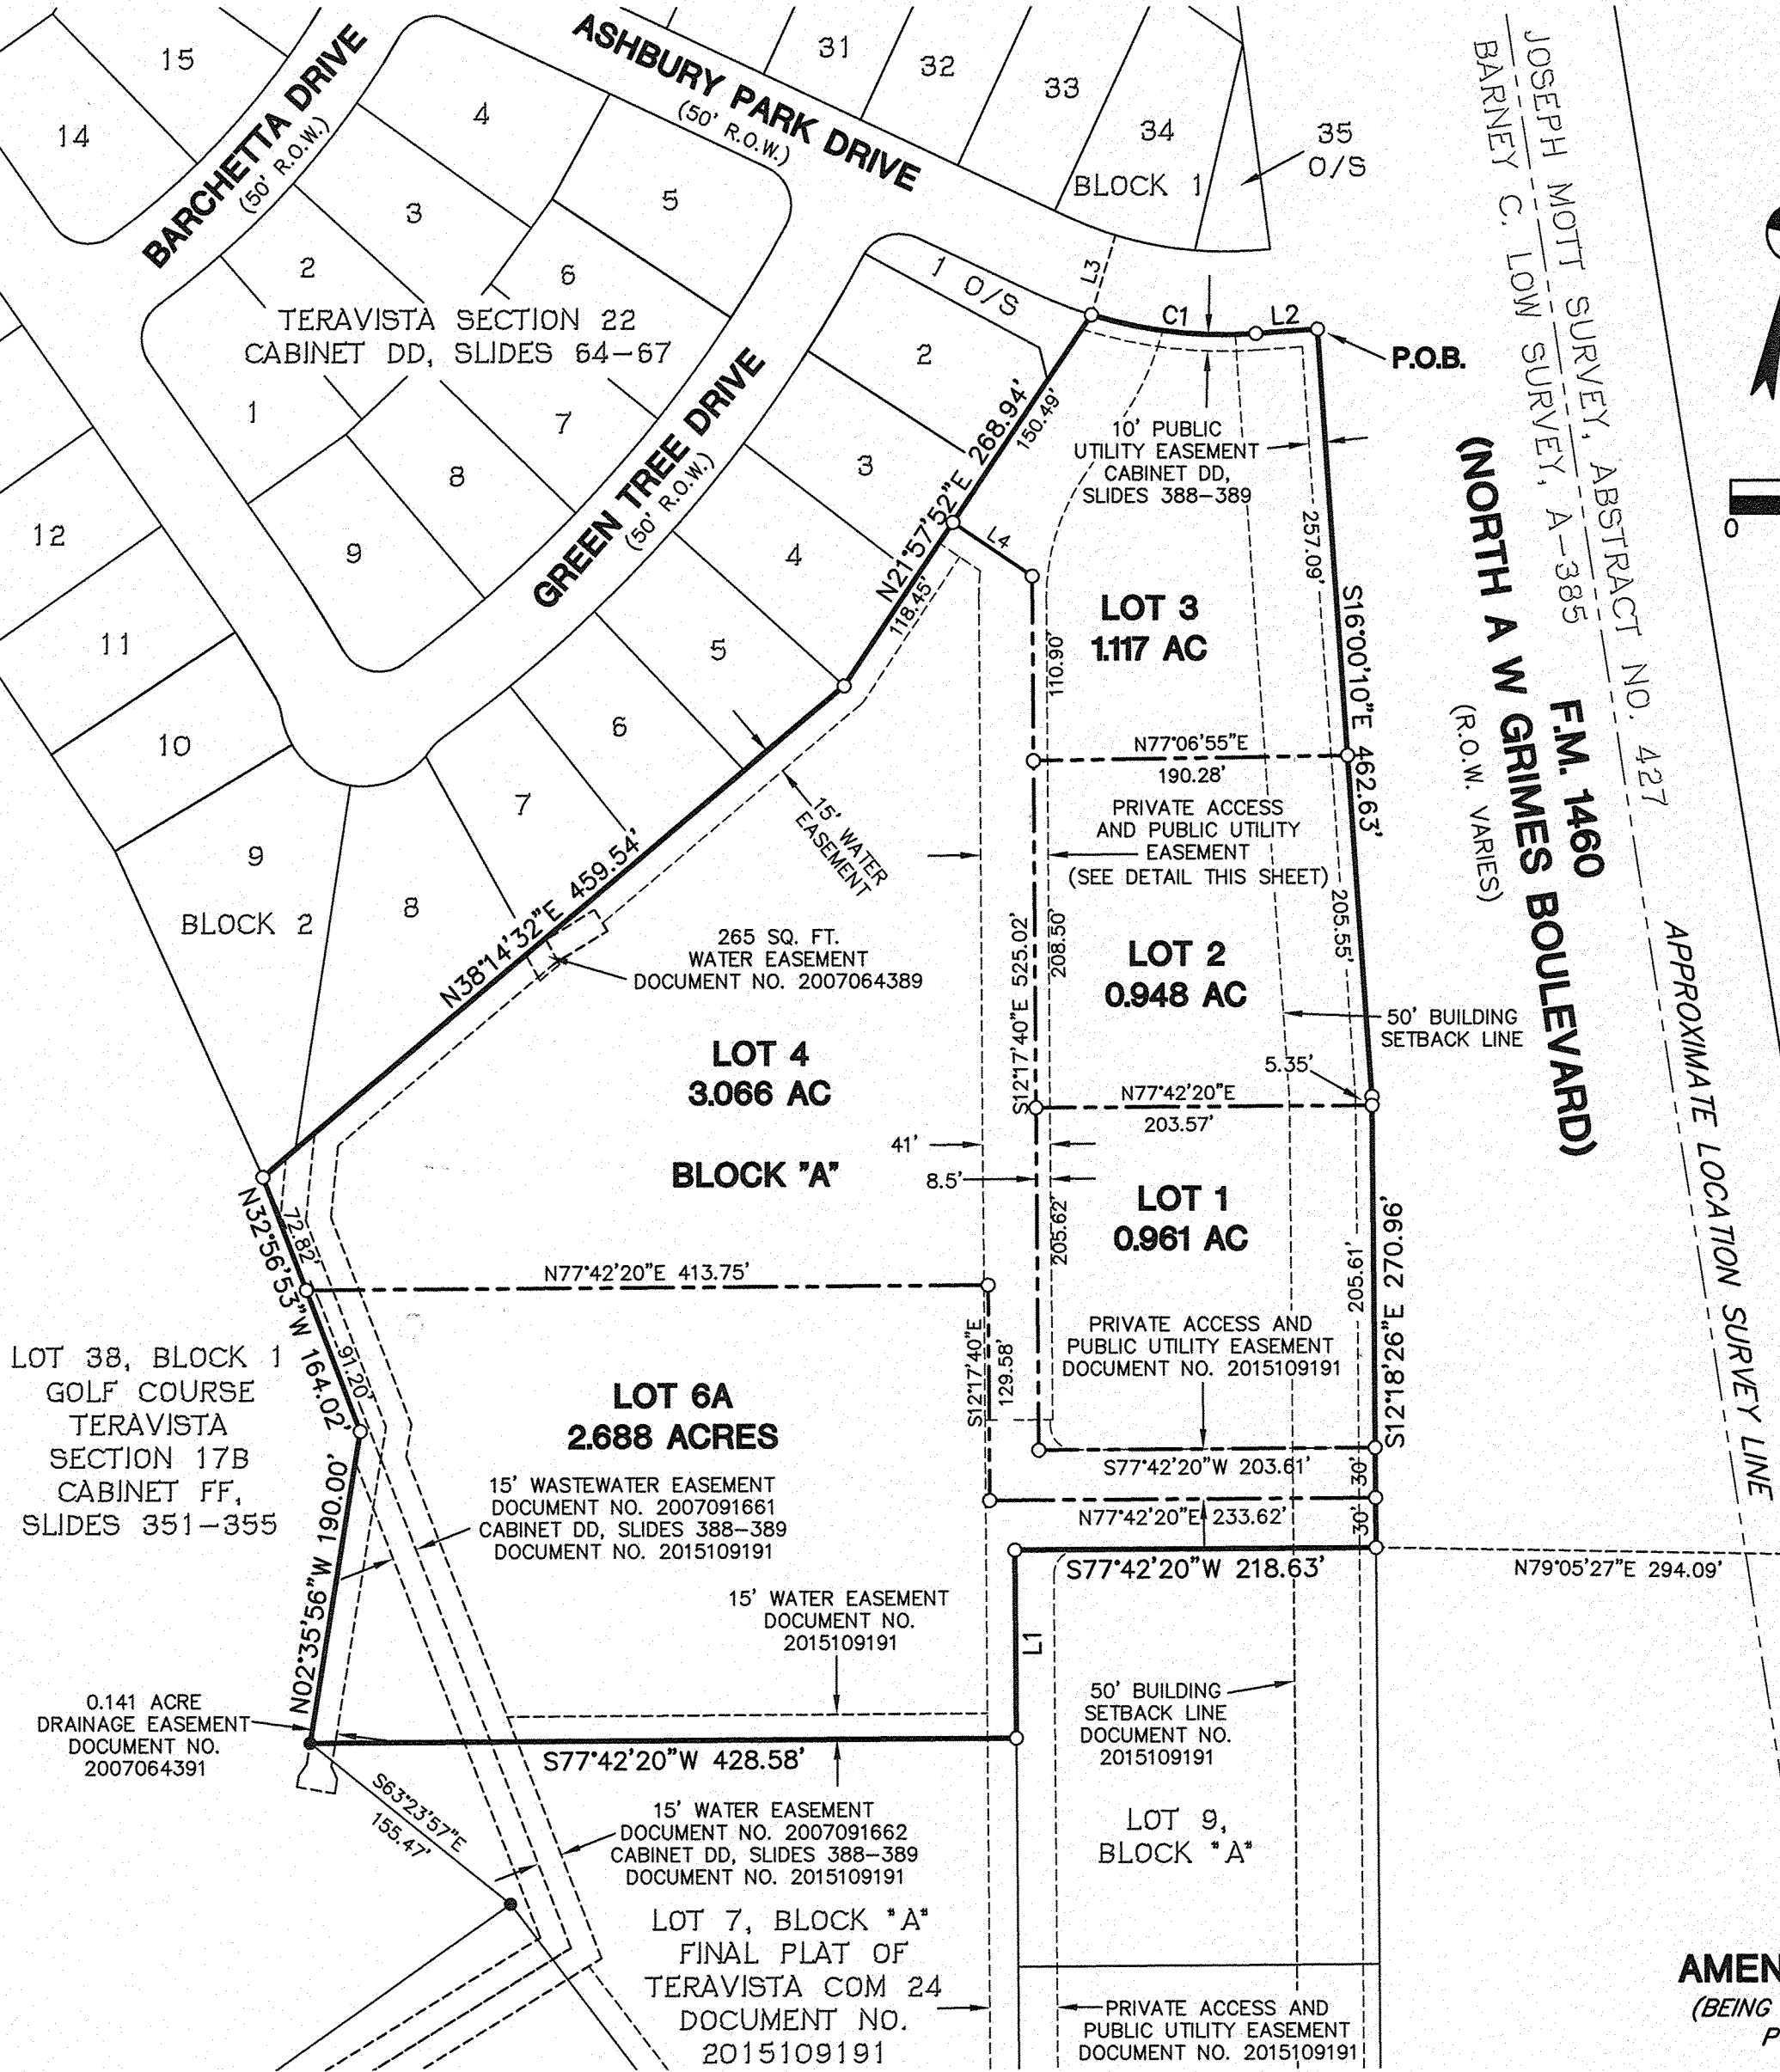 15
14
BARCHETTA DRIVE
(50' R.O.W.)
ASHBURY PARK DRIVE
(50' R.O.W.)
31
32
33
34
BLOCK 1
35
O/S
4
3
2
5
6
TERAVISTA SECTION 22
CABINET DD, SLIDES 64-67
1
7
8
9
12
11
10
9
BLOCK 2
8
7
6
5
4
3
2
1 O/S
GREEN TREE DRIVE
(50' R.O.W.)
L3
C1
L2
P.O.B.
JOSEPH MOTT SURVEY, ABSTRACT NO. 427
BARNEY C. LOW SURVEY, A-385
F.M. 1460
(NORTH A W GRIMES BOULEVARD)
(R.O.W. VARIES)
APPROXIMATE LOCATION SURVEY LINE
0
N21°57'52"E 268.94'
150.49'
118.45'
L4
10' PUBLIC
UTILITY EASEMENT
CABINET DD,
SLIDES 388-389
257.09'
S16°00'10"E 462.63'
LOT 3
1.117 AC
110.90'
N77°06'55"E
190.28'
PRIVATE ACCESS
AND PUBLIC UTILITY
EASEMENT
(SEE DETAIL THIS SHEET)
205.55'
15' WATER
EASEMENT
N38°14'32"E 459.54'
265 SQ. FT.
WATER EASEMENT
DOCUMENT NO. 2007064389
S12°17'40"E 525.02'
208.50'
LOT 2
0.948 AC
50' BUILDING
SETBACK LINE
5.35'
N77°42'20"E
203.57'
LOT 4
3.066 AC
BLOCK "A"
41'
8.5'
LOT 1
0.961 AC
205.62'
205.61'
S12°18'26"E 270.96'
N32°56'53"W 164.02'
72.82'
91.20'
N77°42'20"E 413.75'
S12°17'40"E
129.58'
PRIVATE ACCESS AND
PUBLIC UTILITY EASEMENT
DOCUMENT NO. 2015109191
S77°42'20"W 203.61'
30'
N77°42'20"E 233.62'
30'
S77°42'20"W 218.63'
N79°05'27"E 294.09'
LOT 38, BLOCK 1
GOLF COURSE
TERAVISTA
SECTION 17B
CABINET FF,
SLIDES 351-355
LOT 6A
2.688 ACRES
15' WASTEWATER EASEMENT
DOCUMENT NO. 2007091661
CABINET DD, SLIDES 388-389
DOCUMENT NO. 2015109191
N02°35'56"W 190.00'
15' WATER EASEMENT
DOCUMENT NO.
2015109191
L1
0.141 ACRE
DRAINAGE EASEMENT
DOCUMENT NO.
2007064391
S77°42'20"W 428.58'
50' BUILDING
SETBACK LINE
DOCUMENT NO.
2015109191
S63°23'57"E
155.47'
15' WATER EASEMENT
DOCUMENT NO. 2007091662
CABINET DD, SLIDES 388-389
DOCUMENT NO. 2015109191
LOT 9,
BLOCK "A"
LOT 7, BLOCK "A"
FINAL PLAT OF
TERAVISTA COM 24
DOCUMENT NO.
2015109191
PRIVATE ACCESS AND
PUBLIC UTILITY EASEMENT
DOCUMENT NO. 2015109191
AMEN
(BEING
P